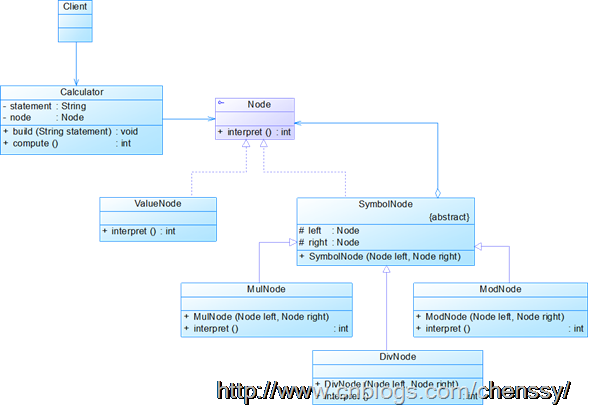 Client
Calculator
- statement : String
- node : Node
+ build (String statement) : void
+ compute () : int
Node
+ interpret () : int
ValueNode
+ interpret () : int
SymbolNode
{abstract}
# left : Node
# right : Node
+ SymbolNode (Node left, Node right)
MulNode
+ MulNode (Node left, Node right)
+ interpret () : int
ModNode
+ ModNode (Node left, Node right)
+ interpret () : int
DivNode
+ DivNode (Node left, Node right)
+ interpret () : int
http://www.cnblogs.com/chenssy/